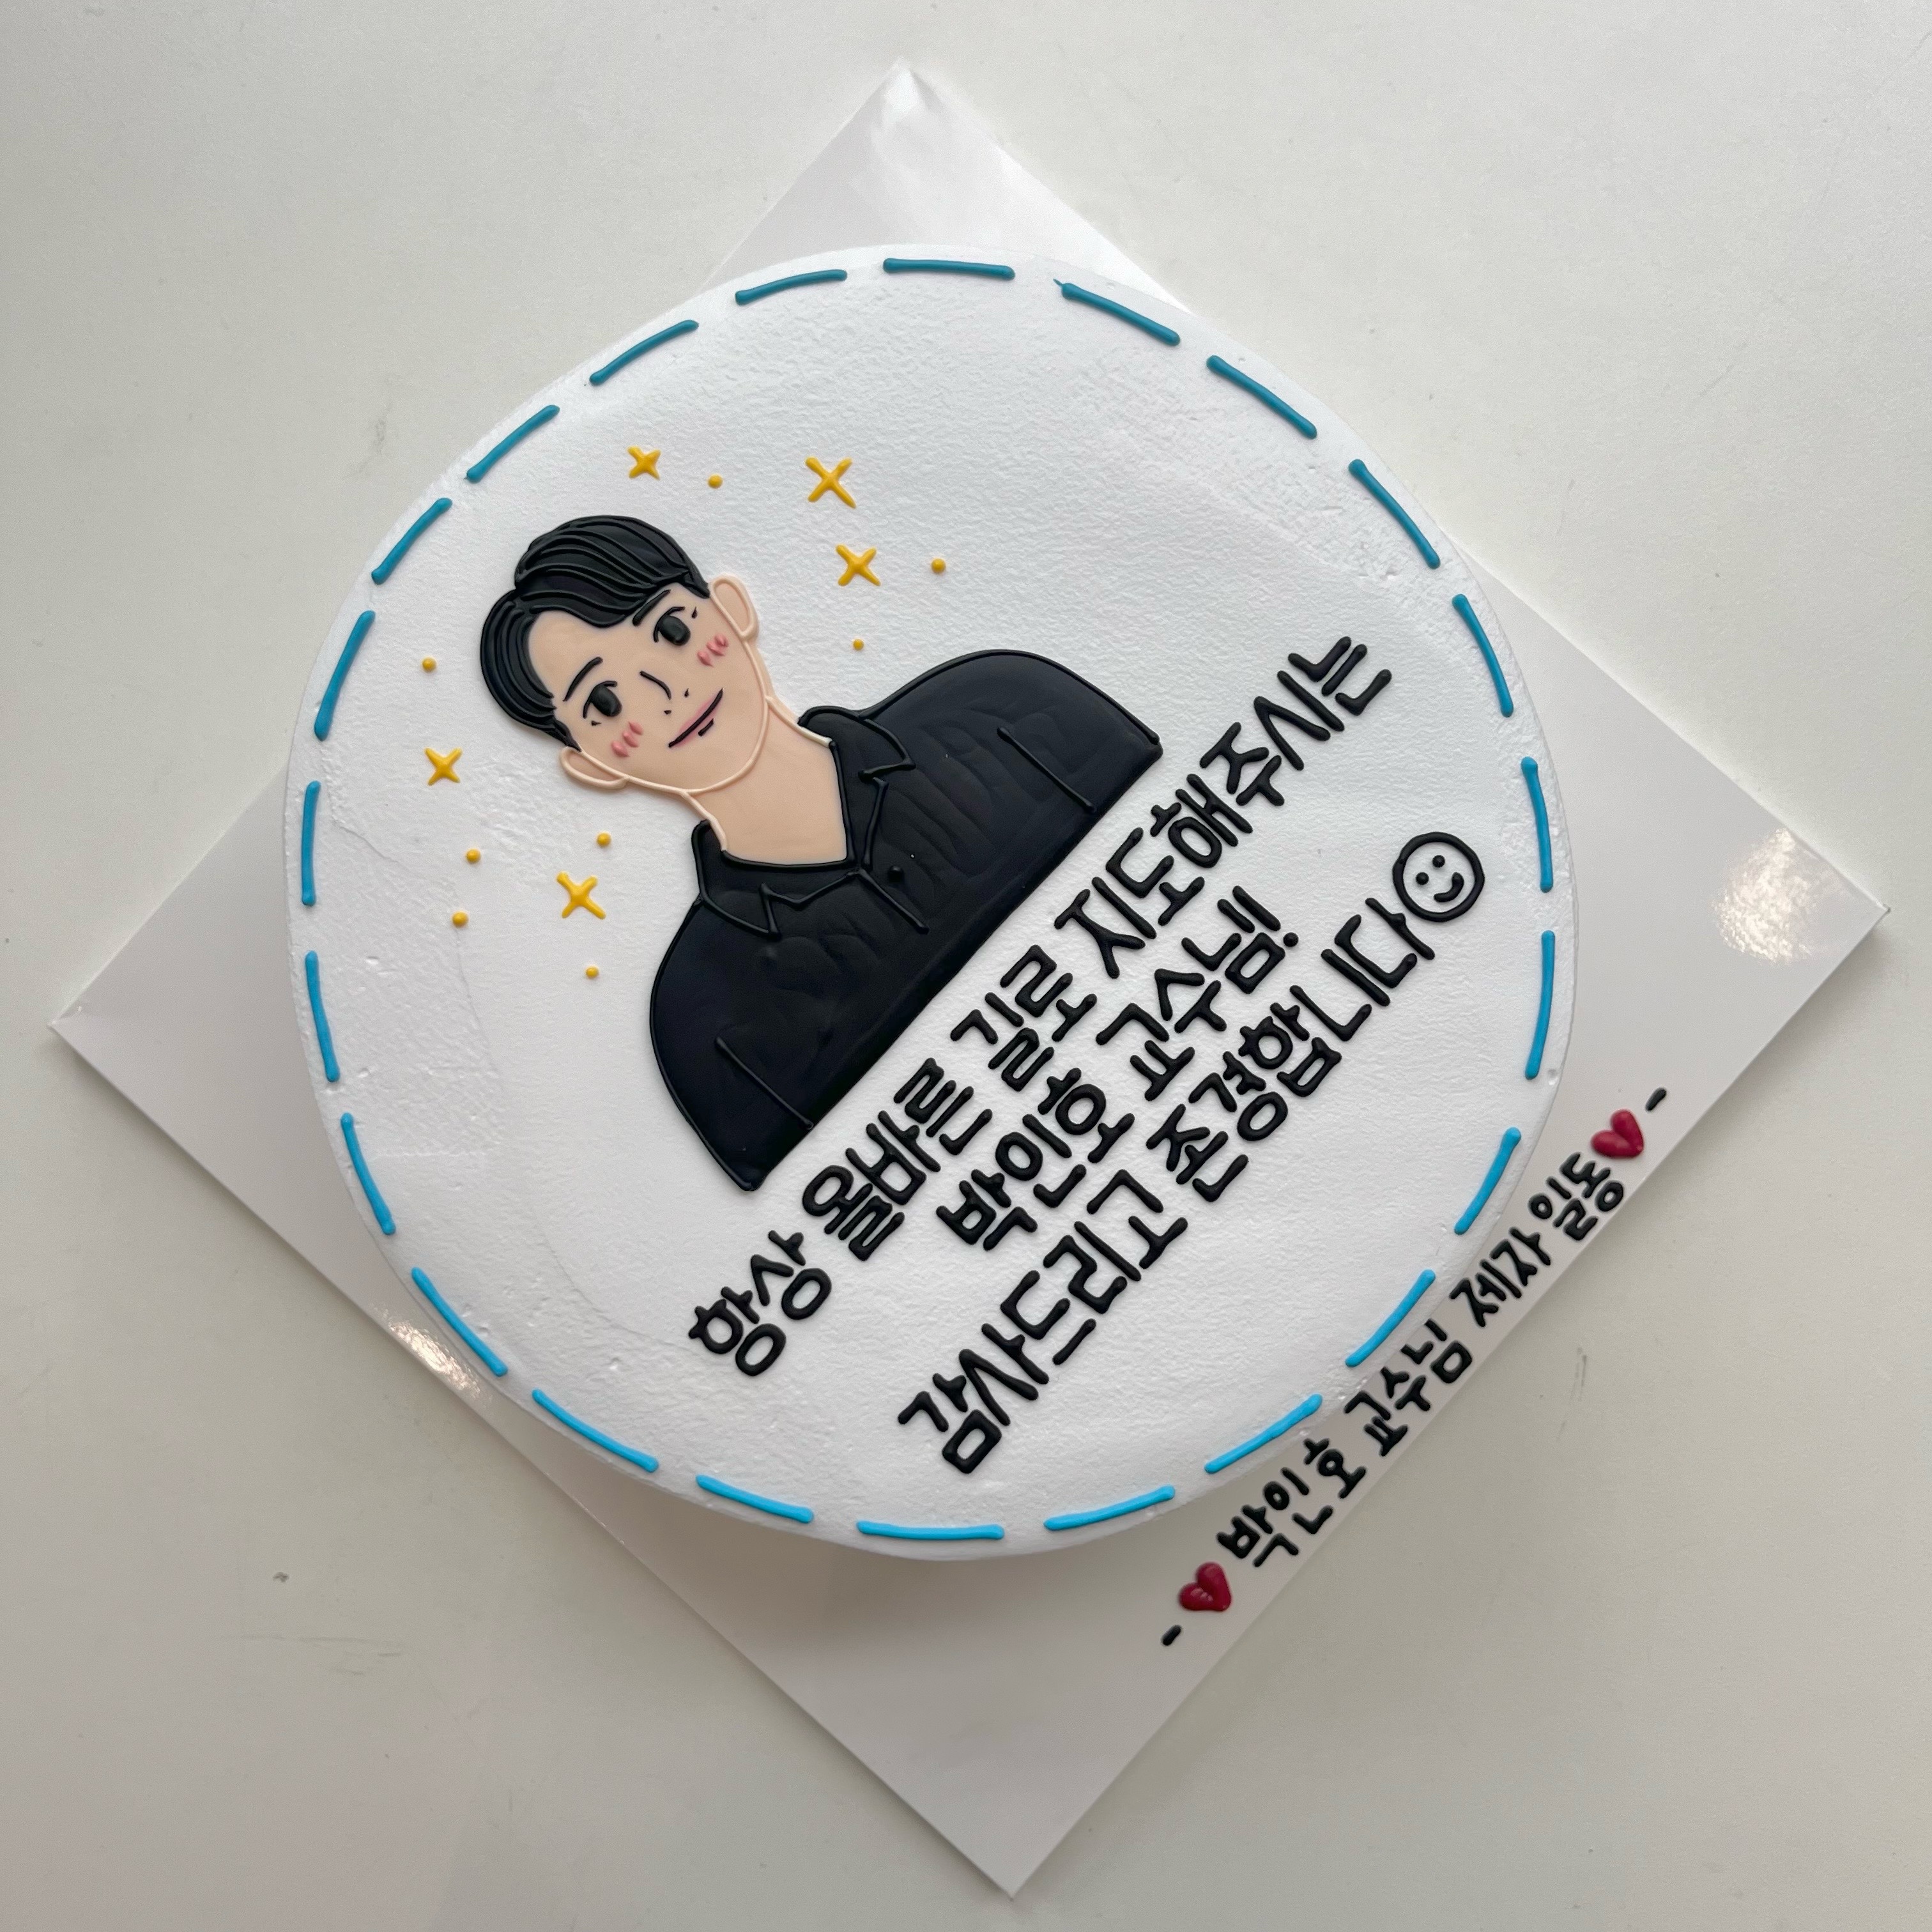 항상 올바른 길로 지도해주시는
박인호 교수님!
감사드리고 존경합니다
-♥박인호 교수님 제자 일동♥-